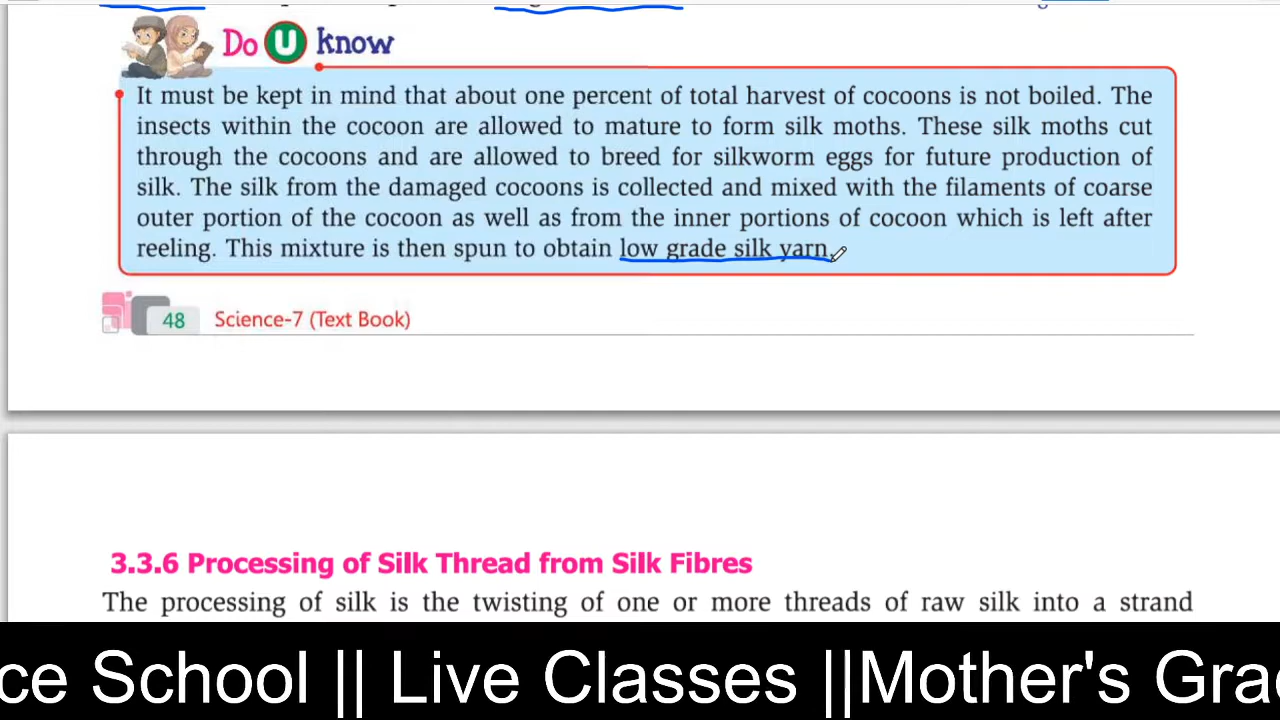 Do U know
It must be kept in mind that about one percent of total harvest of cocoons is not boiled. The
insects within the cocoon are allowed to mature to form silk moths. These silk moths cut
through the cocoons and are allowed to breed for silkworm eggs for future production of
silk. The silk from the damaged cocoons is collected and mixed with the filaments of coarse
outer portion of the cocoon as well as from the inner portions of cocoon which is left after
reeling. This mixture is then spun to obtain low grade silk yarn.
48 Science-7 (Text Book)
3.3.6 Processing of Silk Thread from Silk Fibres
The processing of silk is the twisting of one or more threads of raw silk into a strand
ce School || Live Classes ||Mother's Gra